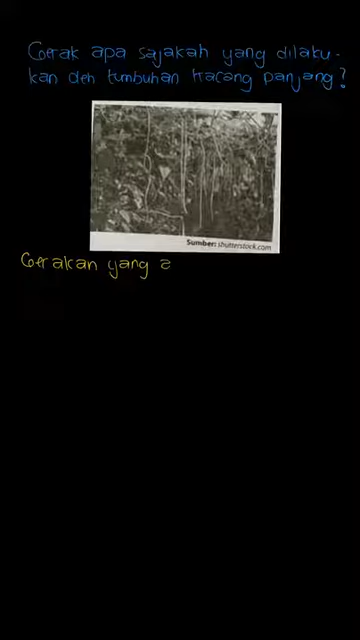 Gerak apa sajakah yang dilaku-
kan oleh tumbuhan kacang panjang?
Sumber: shutterstock.com
Gerakan yang a